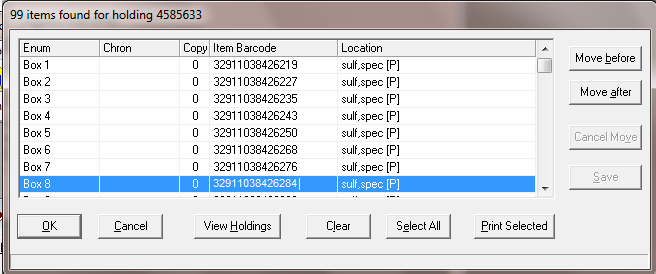 99 items found for holding 4585633
Enum Chron Copy Item Barcode Location
Box 1 0 32911038426219 sulf,spec [P]
Box 2 0 32911038426227 sulf,spec [P]
Box 3 0 32911038426235 sulf,spec [P]
Box 4 0 32911038426243 sulf,spec [P]
Box 5 0 32911038426250 sulf,spec [P]
Box 6 0 32911038426268 sulf,spec [P]
Box 7 0 32911038426276 sulf,spec [P]
Box 8 0 32911038426284 sulf,spec [P]
Move before
Move after
Cancel Move
Save
OK Cancel View Holdings Clear Select All Print Selected